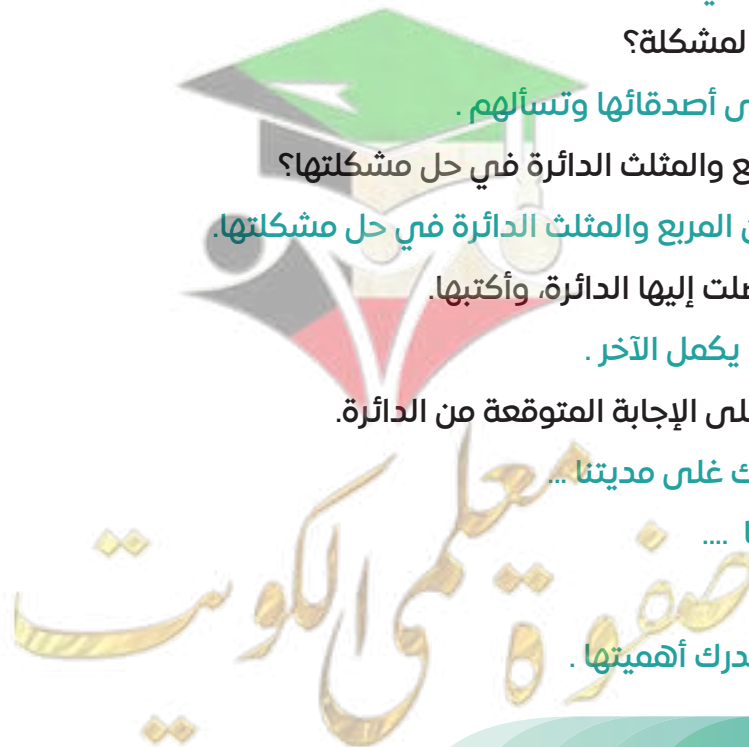 لمشكلة؟
ى أصدقائها وتسألهم .
ع والمثلث الدائرة في حل مشكلتها؟
ن المربع والمثلث الدائرة في حل مشكلتها.
صلت إليها الدائرة، وأكتبها.
يكمل الآخر .
لى الإجابة المتوقعة من الدائرة.
ك غلى مديتنا ...
ا ....
درك أهميتها .
صفوة معلمى الكويت